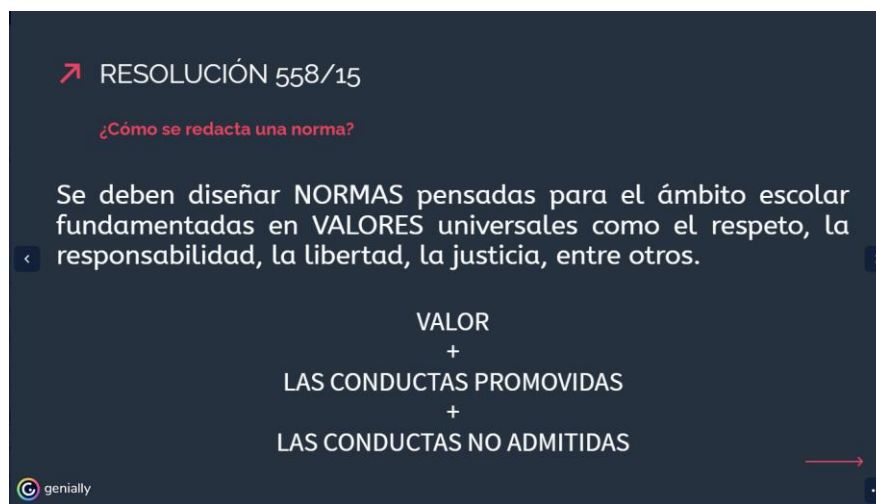 RESOLUCIÓN 558/15
¿Cómo se redacta una norma?
Se deben diseñar NORMAS pensadas para el ámbito escolar
fundamentadas en VALORES universales como el respeto, la
responsabilidad, la libertad, la justicia, entre otros.
VALOR
+
LAS CONDUCTAS PROMOVIDAS
+
LAS CONDUCTAS NO ADMITIDAS
genially